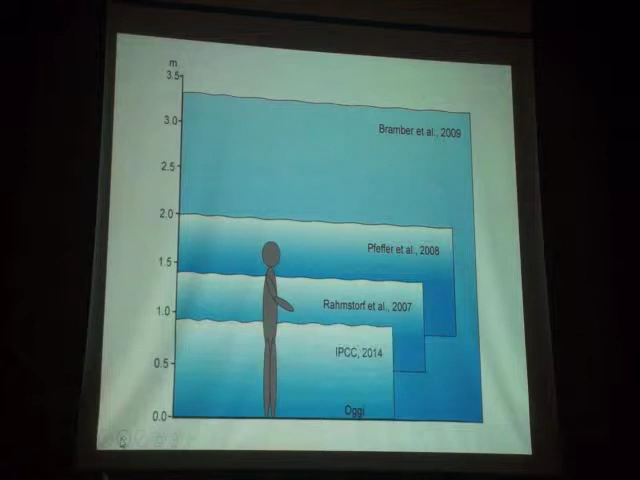 m
3.5
3.0
Bramber et al., 2009
2.5
2.0
Pfeffer et al., 2008
1.5
Rahmstorf et al., 2007
1.0
IPCC, 2014
0.5
Oggi
0.0